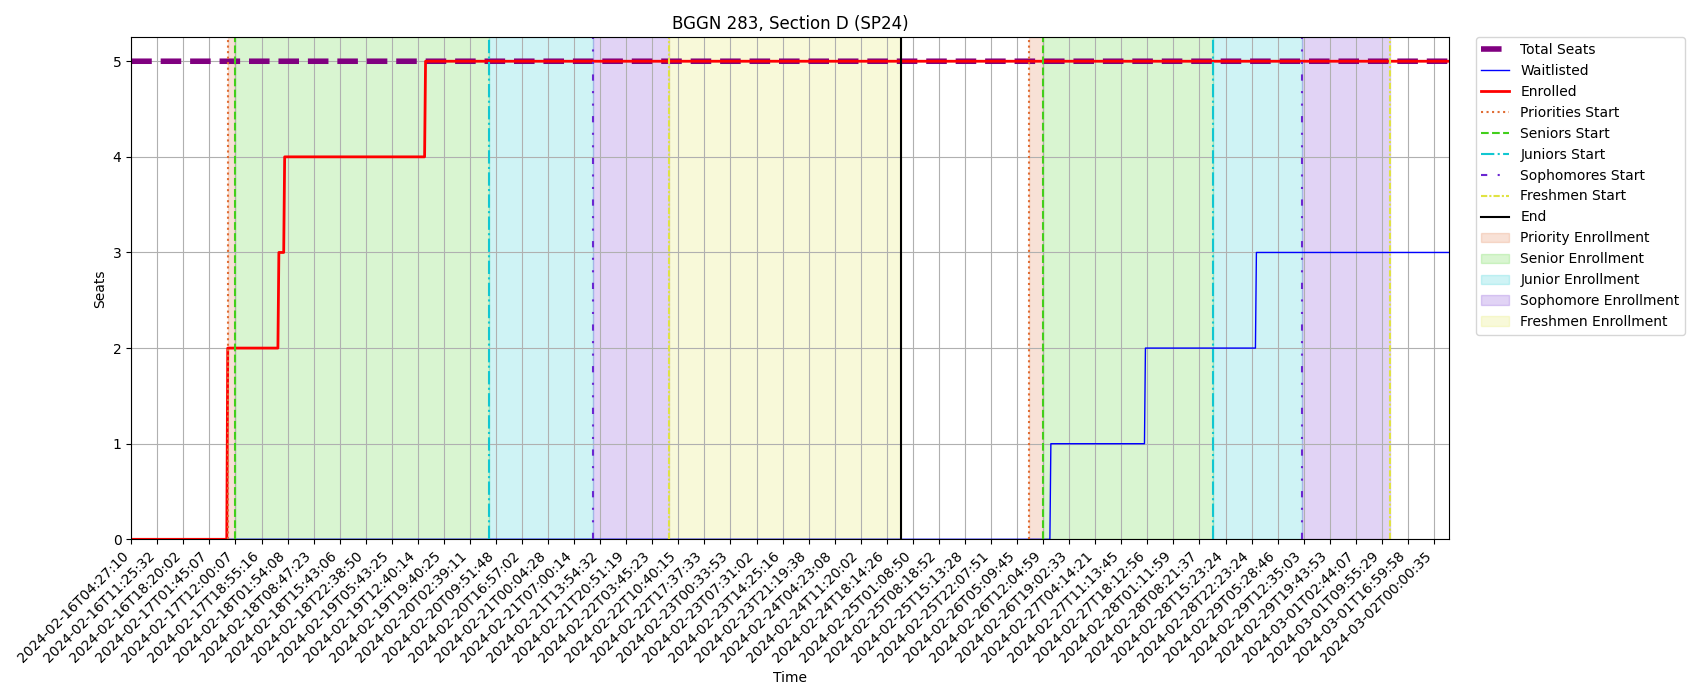 BGGN 283, Section D (SP24)
Seats
5
4
3
2
1
0
2024-02-16T04:27:10
2024-02-16T11:25:32
2024-02-16T18:20:02
2024-02-17T01:45:07
2024-02-17T12:00:07
2024-02-17T18:55:16
2024-02-18T01:54:08
2024-02-18T08:47:23
2024-02-18T15:43:06
2024-02-18T22:38:50
2024-02-19T05:43:25
2024-02-19T12:40:14
2024-02-19T19:40:25
2024-02-20T02:39:11
2024-02-20T09:51:48
2024-02-20T16:57:02
2024-02-21T00:04:28
2024-02-21T07:00:14
2024-02-21T13:54:32
2024-02-21T20:51:19
2024-02-22T03:45:23
2024-02-22T10:40:15
2024-02-22T17:37:33
2024-02-23T00:33:53
2024-02-23T07:31:02
2024-02-23T14:25:16
2024-02-23T21:19:38
2024-02-24T04:23:08
2024-02-24T11:20:02
2024-02-24T18:14:26
2024-02-25T01:08:50
2024-02-25T08:18:52
2024-02-25T15:13:28
2024-02-25T22:07:51
2024-02-26T05:09:45
2024-02-26T12:04:59
2024-02-26T19:02:33
2024-02-27T04:14:21
2024-02-27T11:13:45
2024-02-27T18:12:56
2024-02-28T01:11:59
2024-02-28T08:21:37
2024-02-28T15:23:24
2024-02-28T22:23:24
2024-02-29T05:28:46
2024-02-29T12:35:03
2024-02-29T19:43:53
2024-03-01T02:44:07
2024-03-01T09:55:29
2024-03-01T16:59:58
2024-03-02T00:00:35
Time
Total Seats
Waitlisted
Enrolled
Priorities Start
Seniors Start
Juniors Start
Sophomores Start
Freshmen Start
End
Priority Enrollment
Senior Enrollment
Junior Enrollment
Sophomore Enrollment
Freshmen Enrollment